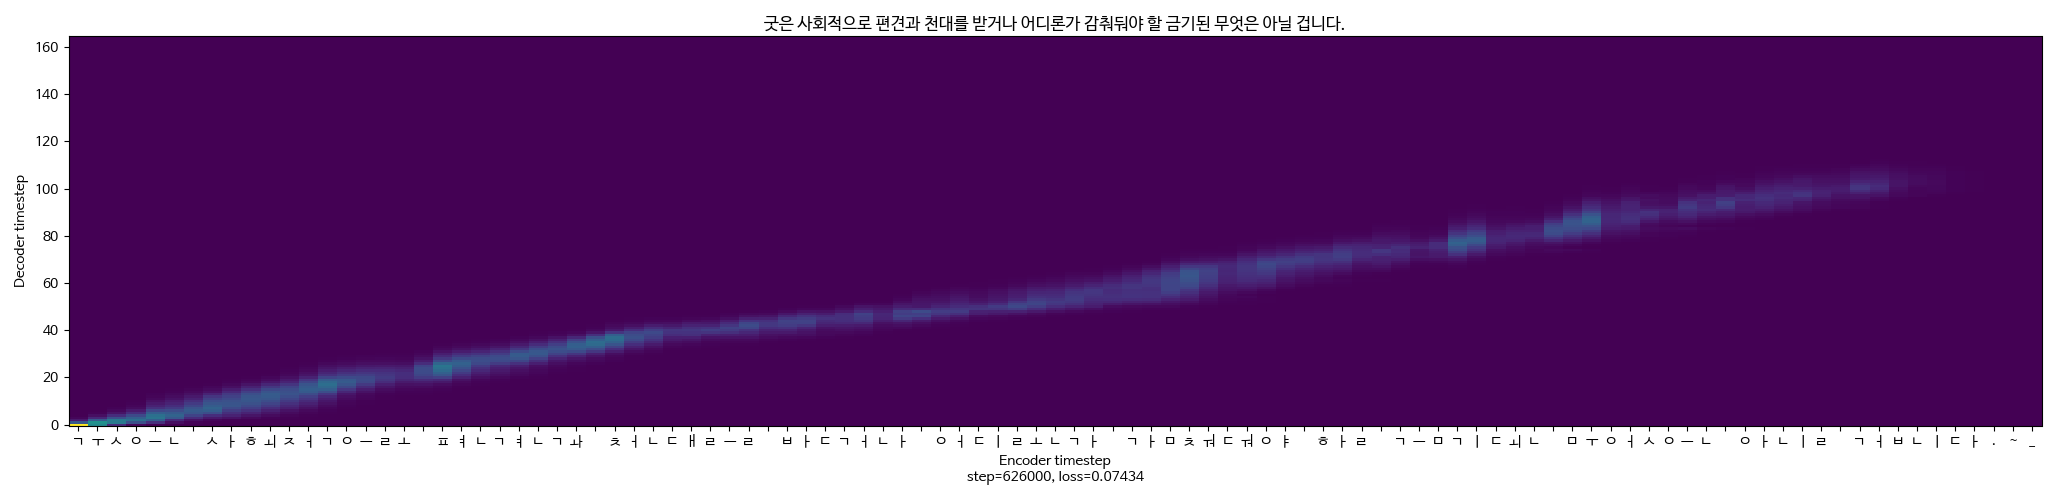 굿은 사회적으로 편견과 천대를 받거나 어디론가 감춰둬야 할 금기된 무엇은 아닐 겁니다.
160
140
120
100
80
60
40
20
0
Decoder timestep
ㄱ ㅜ ㅅ ㅇ ㅡ ㄴ ㅅ ㅏ ㅎ ㅚ ㅈ ㅓ ㄱ ㅇ ㅡ ㄹ ㅗ ㅍ ㅕ ㄴ ㄱ ㅕ ㄴ ㄱ ㅘ ㅊ ㅓ ㄴ ㄷ ㅐ ㄹ ㅡ ㄹ ㅂ ㅏ ㄷ ㄱ ㅓ ㄴ ㅏ ㅇ ㅓ ㄷ ㅣ ㄹ ㅗ ㄴ ㄱ ㅏ ㄱ ㅏ ㅁ ㅊ ㅝ ㄷ ㅝ ㅇ ㅑ ㅎ ㅏ ㄹ ㄱ ㅡ ㅁ ㄱ ㅣ ㄷ ㅚ ㄴ ㅁ ㅜ ㅇ ㅓ ㅅ ㅇ ㅡ ㄴ ㅇ ㅏ ㄴ ㅣ ㄹ ㄱ ㅓ ㅂ ㄴ ㅣ ㄷ ㅏ . ~ _
Encoder timestep
step=626000, loss=0.07434